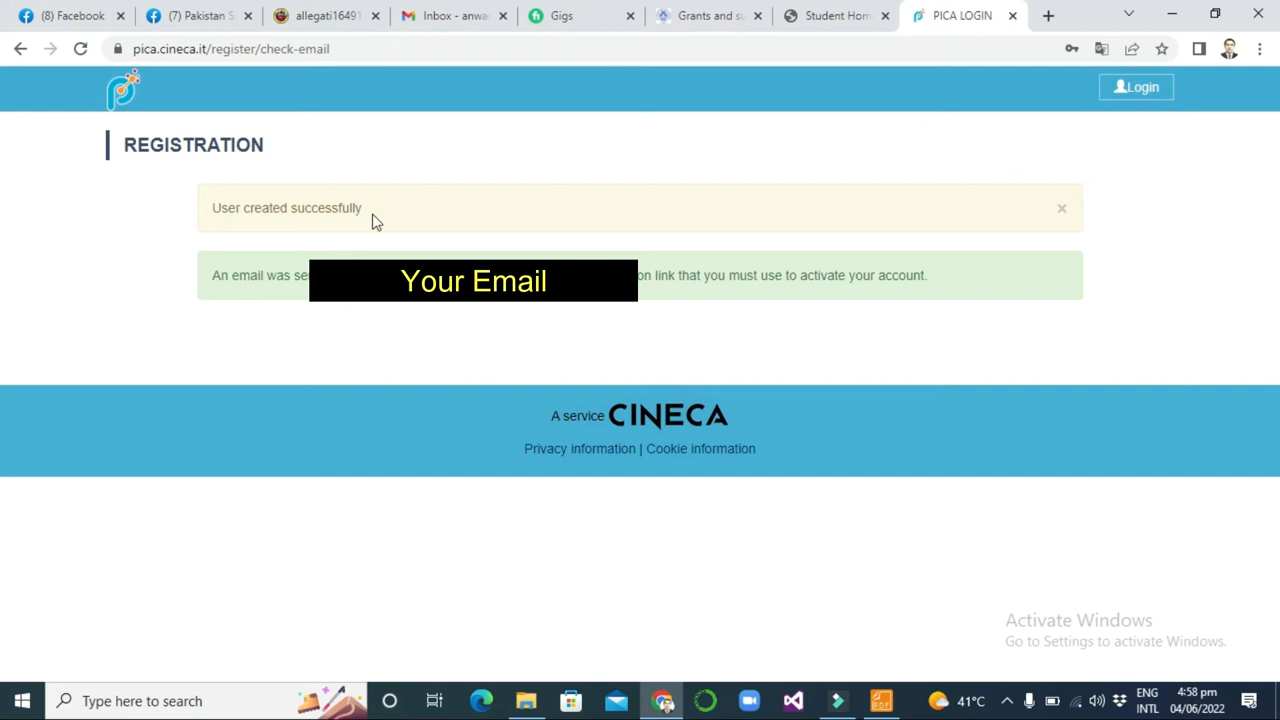 (8) Facebook
(7) Pakistan S
allegati16491
Inbox - anwa
Gigs
Grants and su
Student Hom
PICA LOGIN
pica.cineca.it/register/check-email
Login
REGISTRATION
User created successfully
An email was se Your Email on link that you must use to activate your account.
A service CINECA
Privacy information | Cookie information
Activate Windows
Go to Settings to activate Windows.
Type here to search
41°C
ENG
INTL
4:58 pm
04/06/2022